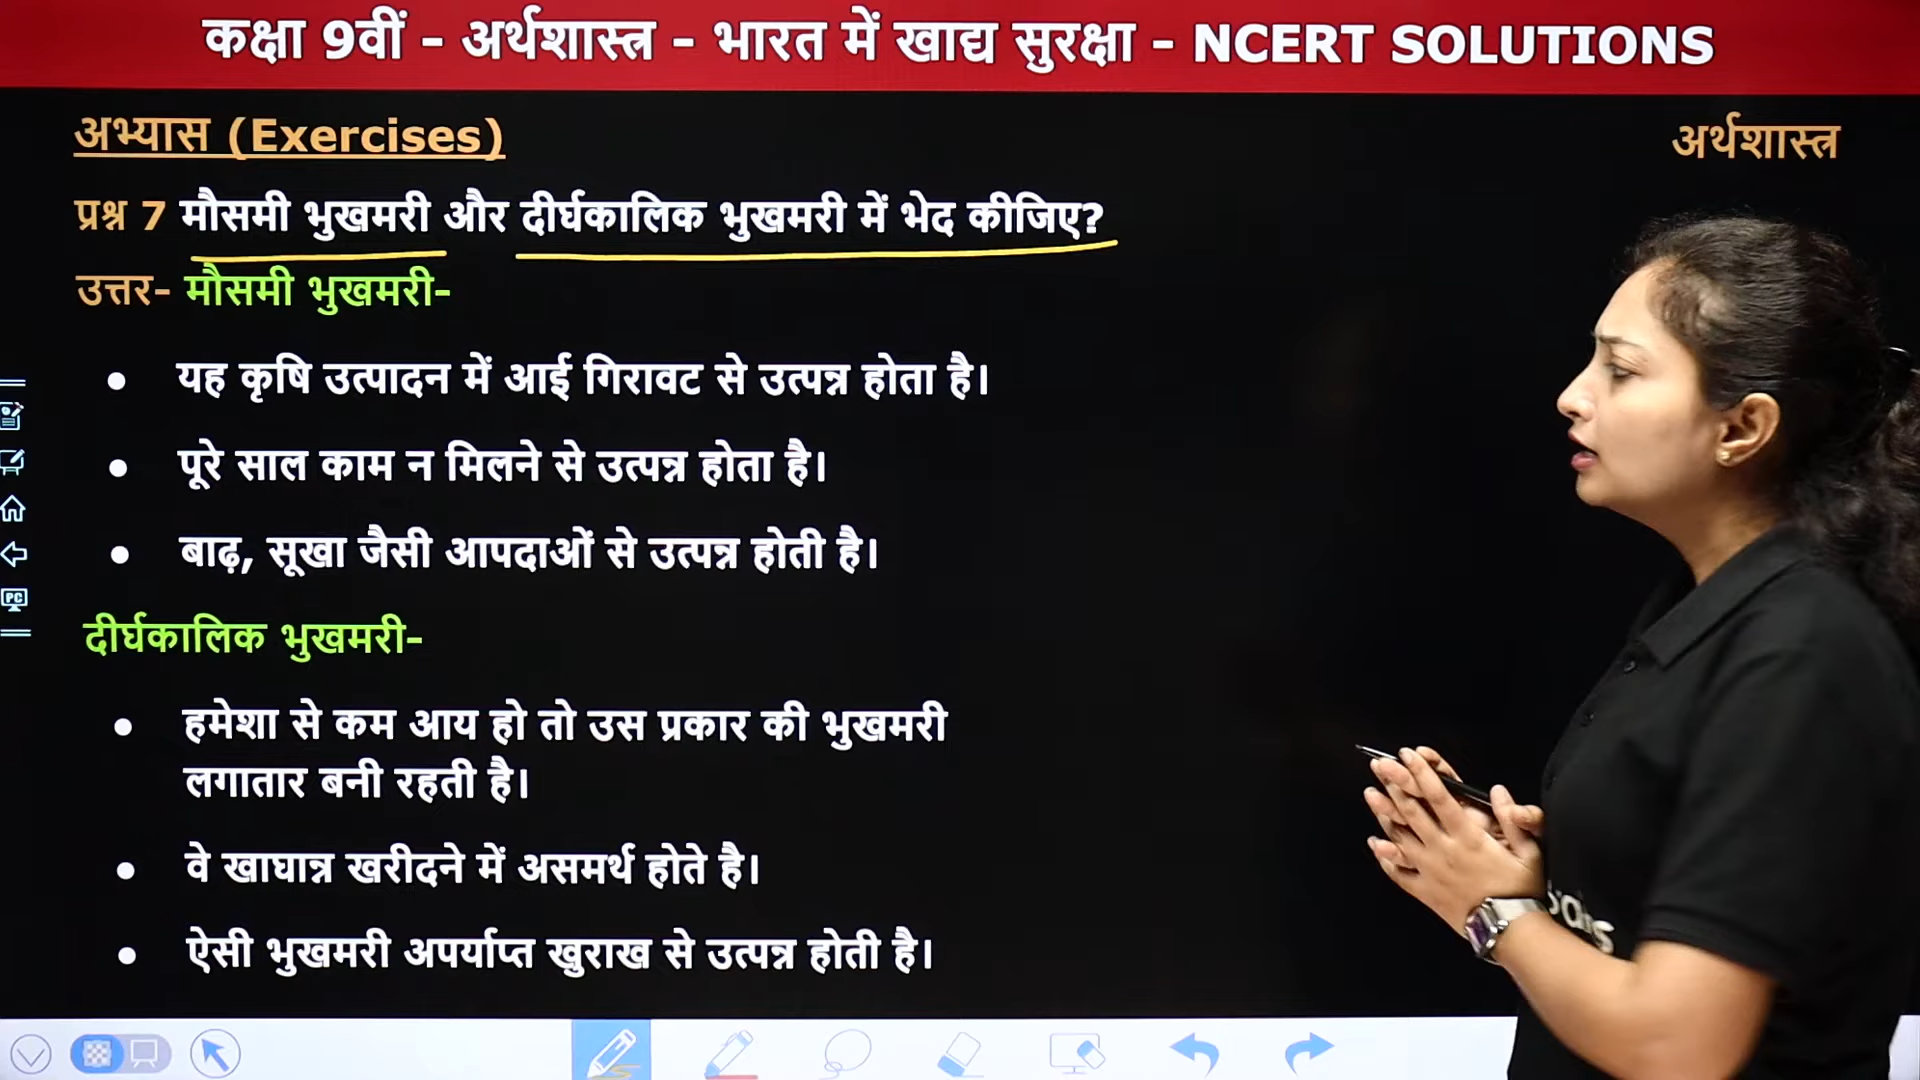 कक्षा 9वीं - अर्थशास्त्र - भारत में खाद्य सुरक्षा - NCERT SOLUTIONS
अभ्यास (Exercises)
अर्थशास्त्र
प्रश्न 7 मौसमी भुखमरी और दीर्घकालिक भुखमरी में भेद कीजिए?
उत्तर- मौसमी भुखमरी-
• यह कृषि उत्पादन में आई गिरावट से उत्पन्न होता है।
• पूरे साल काम न मिलने से उत्पन्न होता है।
• बाढ़, सूखा जैसी आपदाओं से उत्पन्न होती है।
दीर्घकालिक भुखमरी-
• हमेशा से कम आय हो तो उस प्रकार की भुखमरी
लगातार बनी रहती है।
• वे खाघान्न खरीदने में असमर्थ होते है।
• ऐसी भुखमरी अपर्याप्त खुराख से उत्पन्न होती है।
PC